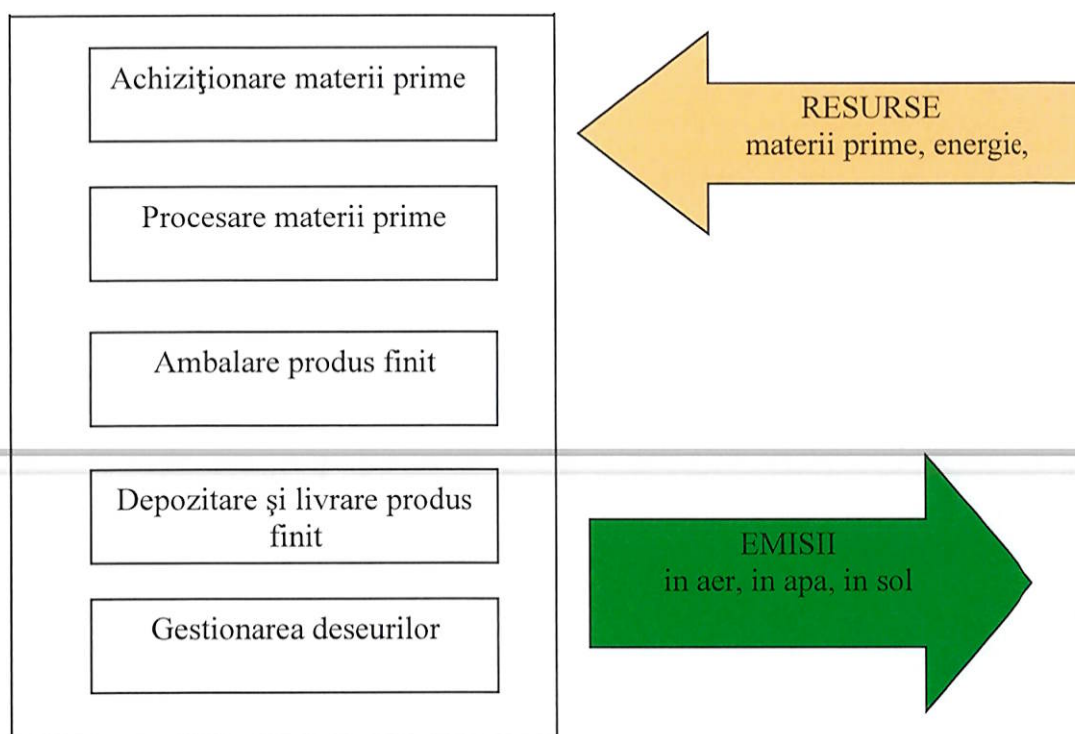 Achiziţionare materii prime
Procesare materii prime
Ambalare produs finit
Depozitare şi livrare produs
finit
Gestionarea deseurilor
RESURSE
materii prime, energie,
EMISII
in aer, in apa, in sol